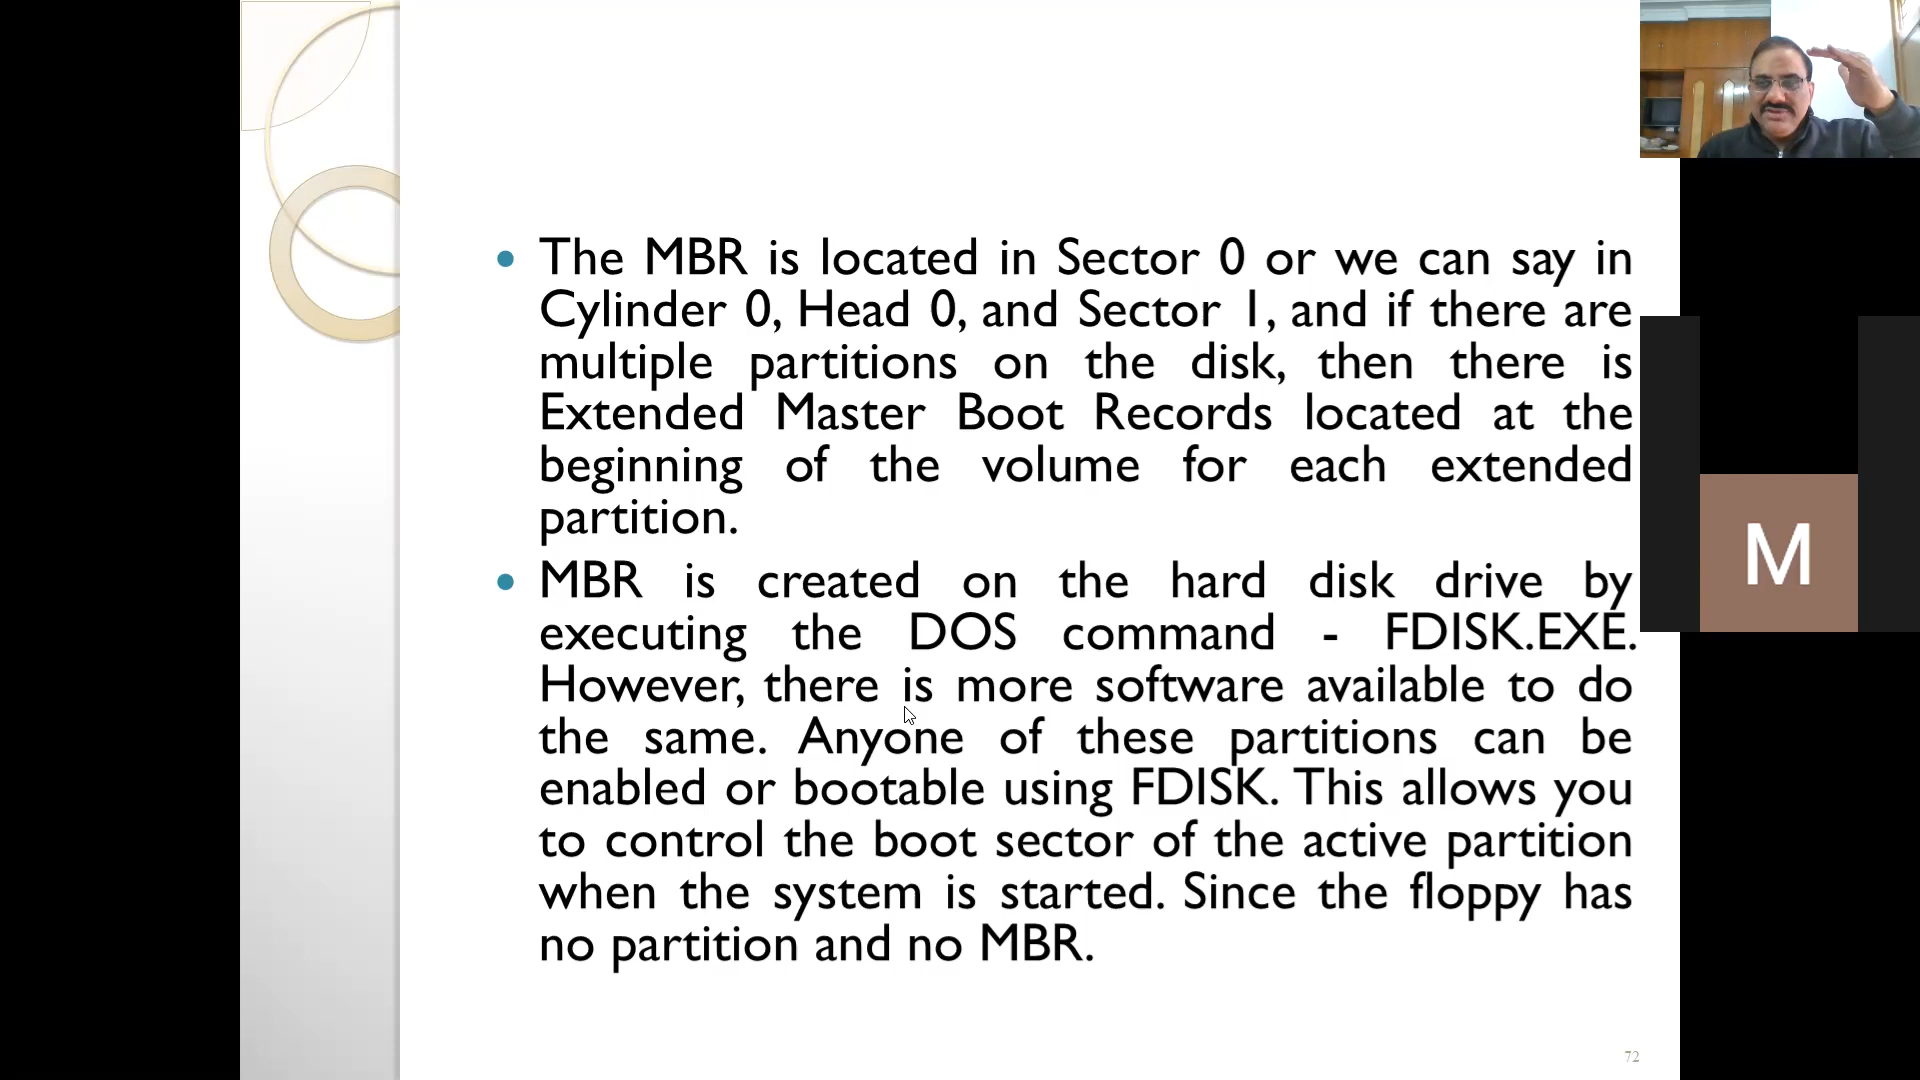 The MBR is located in Sector 0 or we can say in
Cylinder 0, Head 0, and Sector 1, and if there are
multiple partitions on the disk, then there is
Extended Master Boot Records located at the
beginning of the volume for each extended
partition.
MBR is created on the hard disk drive by
executing the DOS command - FDISK.EXE.
However, there is more software available to do
the same. Anyone of these partitions can be
enabled or bootable using FDISK. This allows you
to control the boot sector of the active partition
when the system is started. Since the floppy has
no partition and no MBR.
M
72